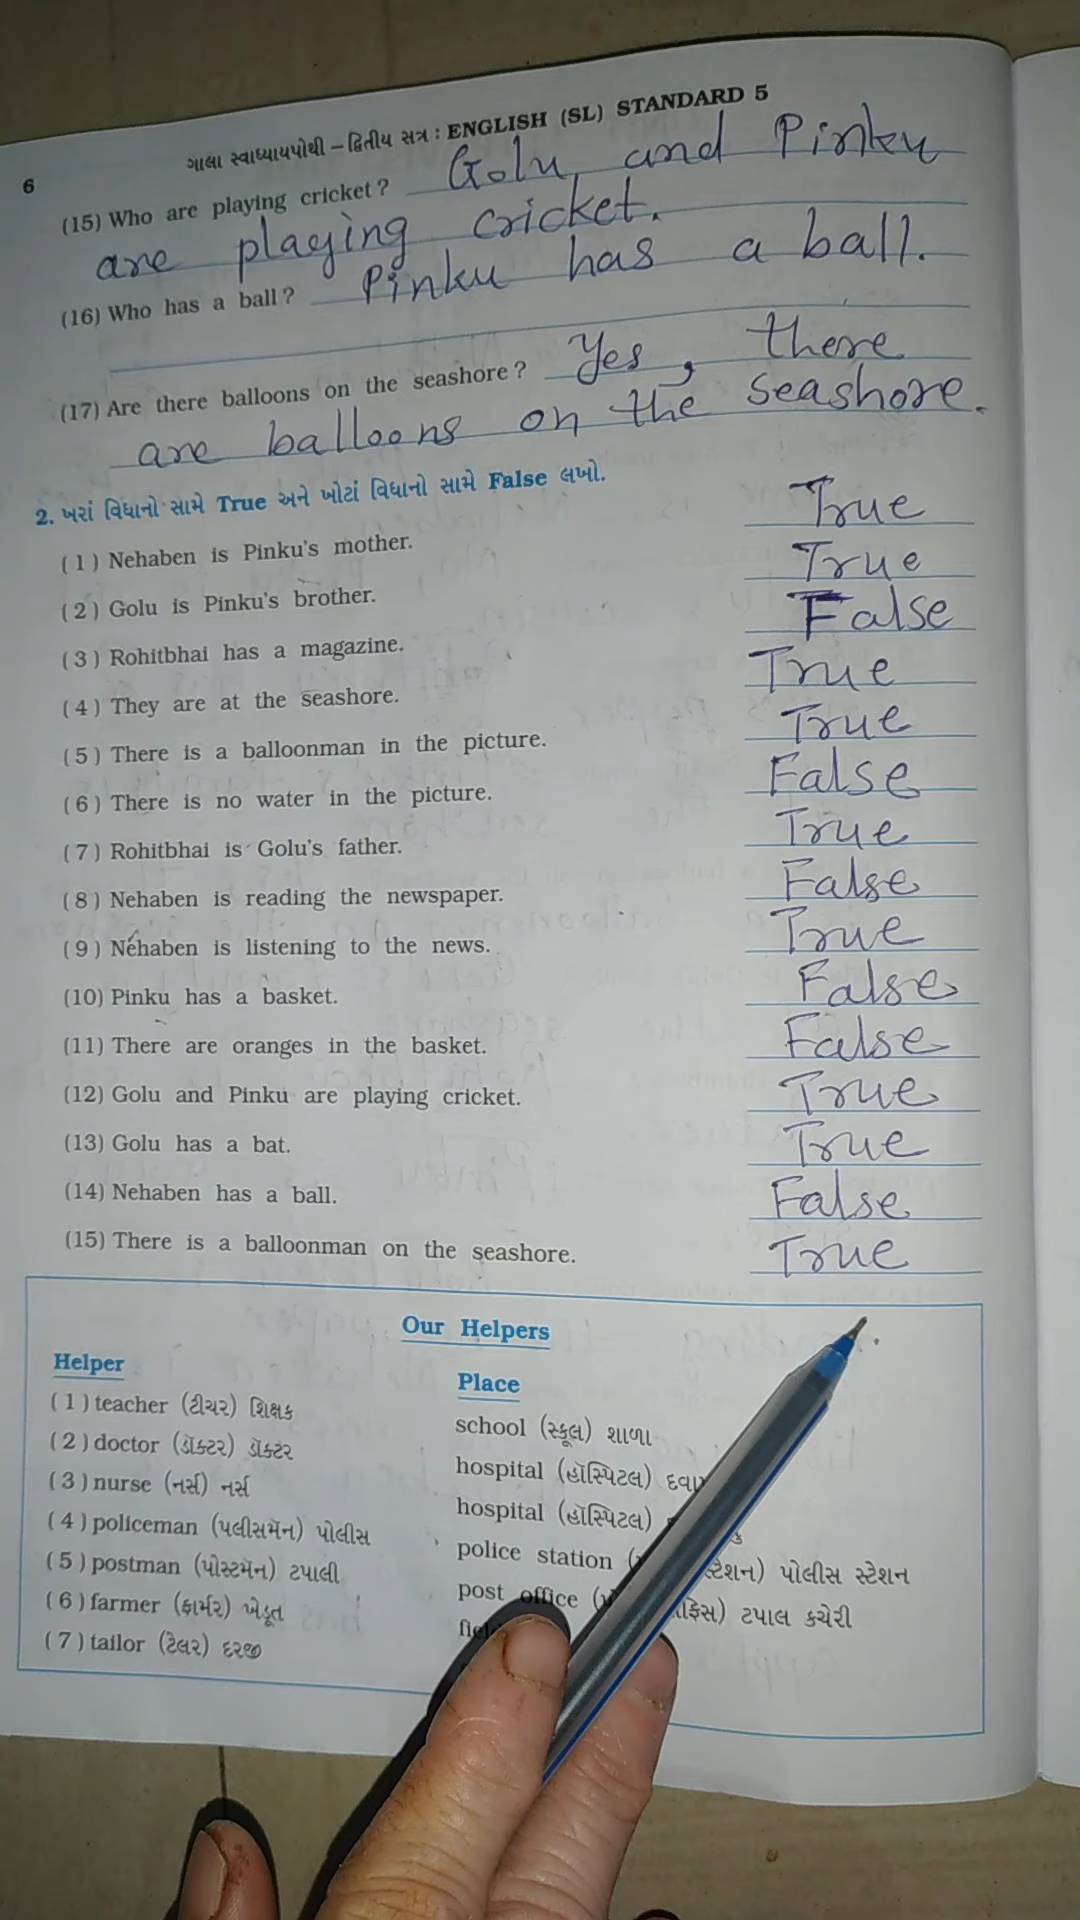 6
ગાલા સ્વાધ્યાયપોથી – દ્વિતીય સત્ર : ENGLISH (SL) STANDARD 5
(15) Who are playing cricket ? Golu and Pinku
are playing cricket.
(16) Who has a ball ? Pinku has a ball.
(17) Are there balloons on the seashore ? Yes, there
are balloons on the seashore.
2. ખરાં વિધાનો સામે True અને ખોટાં વિધાનો સામે False લખો.
(1) Nehaben is Pinku's mother. True
(2) Golu is Pinku's brother. True
(3) Rohitbhai has a magazine. False
(4) They are at the seashore. True
(5) There is a balloonman in the picture. True
(6) There is no water in the picture. False
(7) Rohitbhai is Golu's father. True
(8) Nehaben is reading the newspaper. False
(9) Nehaben is listening to the news. True
(10) Pinku has a basket. False
(11) There are oranges in the basket. False
(12) Golu and Pinku are playing cricket. True
(13) Golu has a bat. True
(14) Nehaben has a ball. False
(15) There is a balloonman on the seashore. True
Our Helpers
Helper Place
(1) teacher (ટીચર) શિક્ષક school (સ્કૂલ) શાળા
(2) doctor (ડૉક્ટર) ડૉક્ટર hospital (હૉસ્પિટલ)
(3) nurse (નર્સ) નર્સ hospital (હૉસ્પિટલ)
(4) policeman (પલીસમૅન) પોલીસ police station પોલીસ સ્ટેશન
(5) postman (પોસ્ટમૅન) ટપાલી post office ટપાલ કચેરી
(6) farmer (ફાર્મર) ખેડૂત
(7) tailor (ટેલર) દરજી